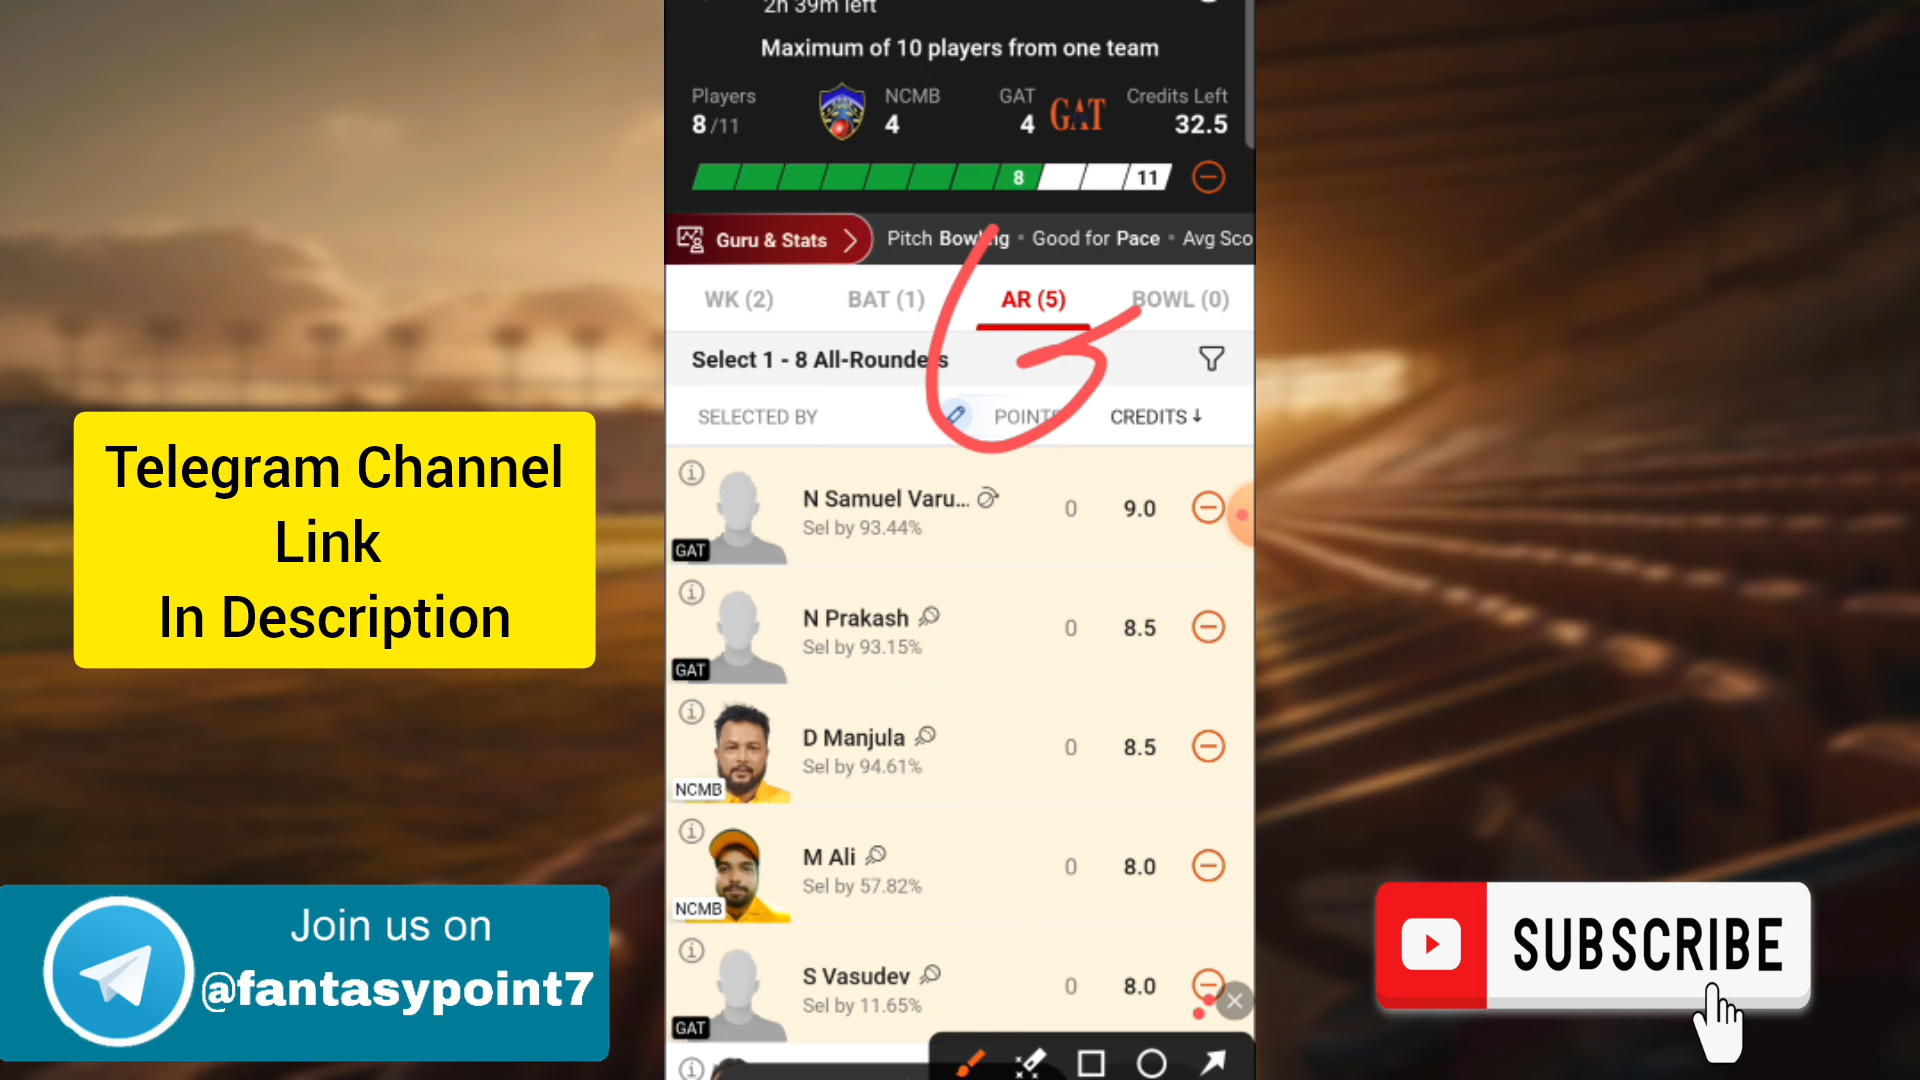 2h 39m left
Maximum of 10 players from one team
Players
8/11
NCMB
4
GAT
4
GAT
Credits Left
32.5
8
11
Guru & Stats
Pitch Bowling • Good for Pace • Avg Sco
WK (2)
BAT (1)
AR (5)
BOWL (0)
Select 1 - 8 All-Rounders
SELECTED BY
POINTS
CREDITS ↓
N Samuel Varu...
Sel by 93.44%
0
9.0
GAT
N Prakash
Sel by 93.15%
0
8.5
GAT
D Manjula
Sel by 94.61%
0
8.5
NCMB
M Ali
Sel by 57.82%
0
8.0
NCMB
S Vasudev
Sel by 11.65%
0
8.0
GAT
Telegram Channel
Link
In Description
Join us on
@fantasypoint7
SUBSCRIBE